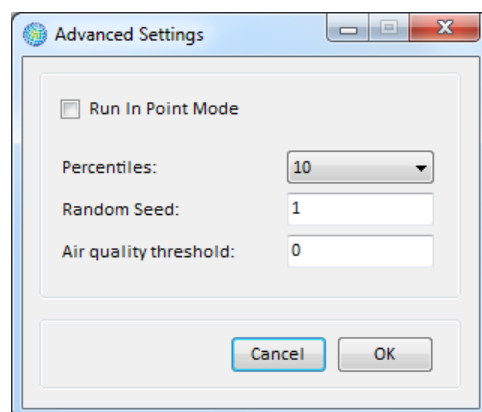 Advanced Settings
Run In Point Mode
Percentiles: 10
Random Seed: 1
Air quality threshold: 0
Cancel OK